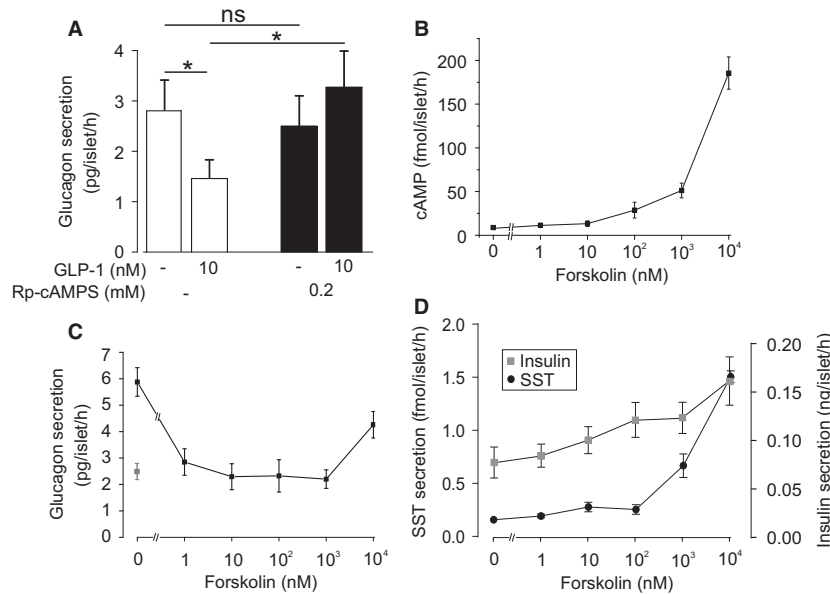 A
ns
*
*
Glucagon secretion
(pg/islet/h)
4
3
2
1
0
GLP-1 (nM) - 10 - 10
Rp-cAMPS (mM) - 0.2
B
cAMP (fmol/islet/h)
200
150
100
50
0
0 1 10 10² 10³ 10⁴
Forskolin (nM)
C
Glucagon secretion
(pg/islet/h)
7
6
5
4
3
2
1
0
0 1 10 10² 10³ 10⁴
Forskolin (nM)
D
SST secretion (fmol/islet/h)
2.0
1.5
1.0
0.5
0.0
Insulin
SST
0.20
0.15
0.10
0.05
0.00
Insulin secretion (ng/islet/h)
0 1 10 10² 10³ 10⁴
Forskolin (nM)